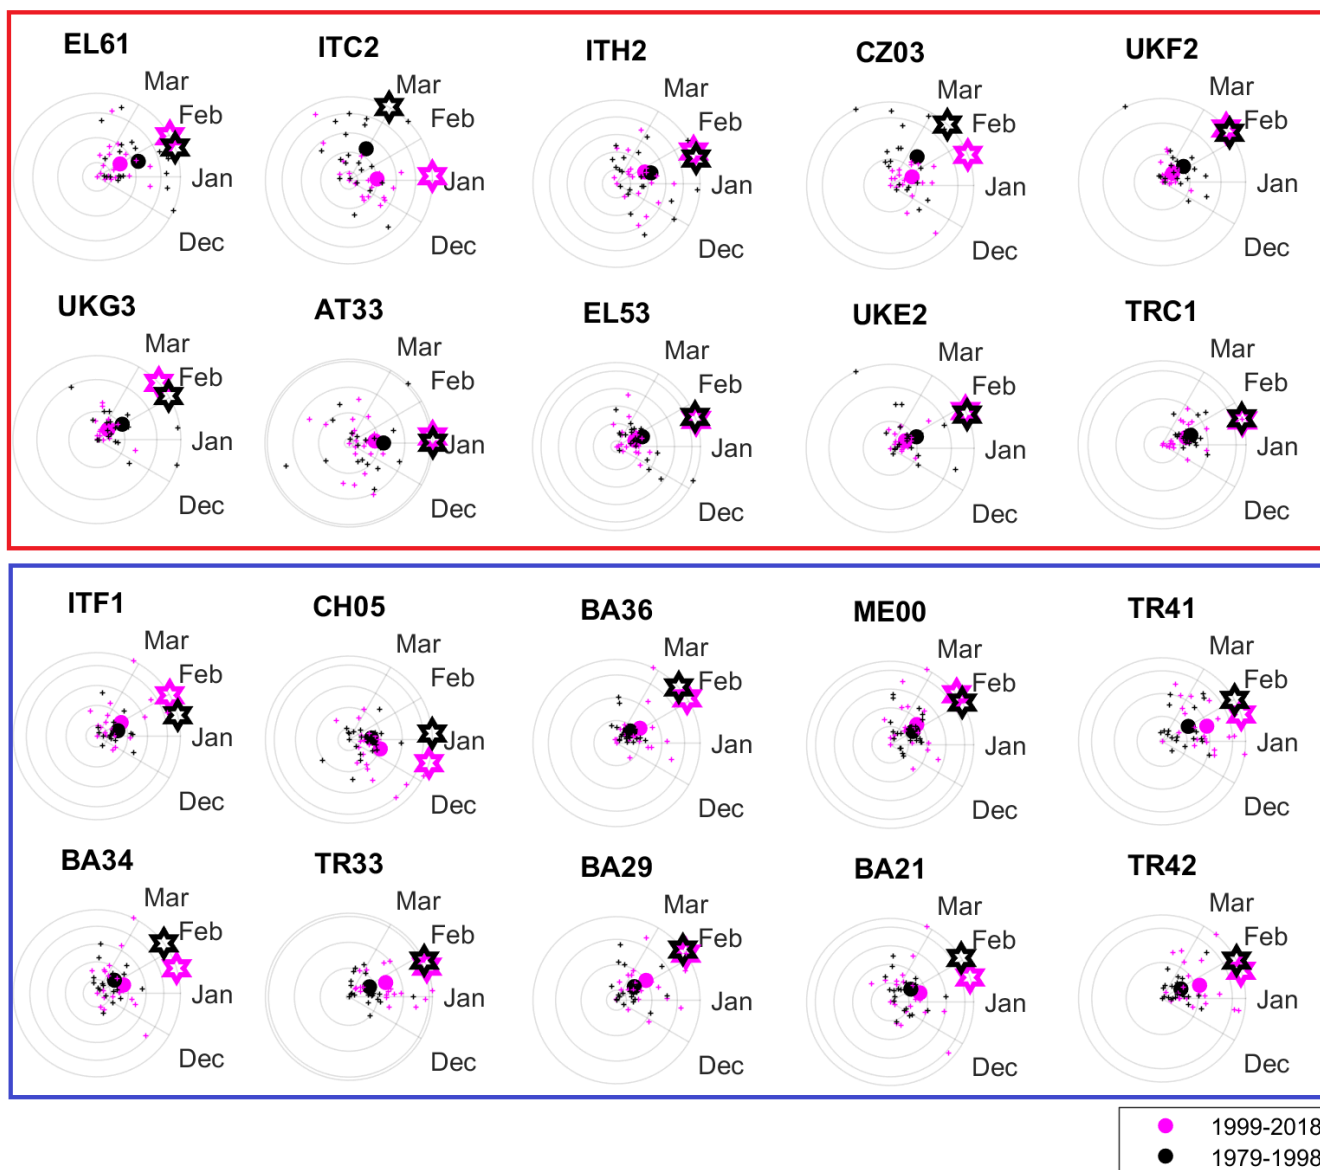 EL61 ITC2 ITH2 CZ03 UKF2
Mar Mar Mar Mar Mar
Feb Feb Feb Feb Feb
Jan Jan Jan Jan Jan
Dec Dec Dec Dec Dec
UKG3 AT33 EL53 UKE2 TRC1
Mar Mar Mar Mar Mar
Feb Feb Feb Feb Feb
Jan Jan Jan Jan Jan
Dec Dec Dec Dec Dec
ITF1 CH05 BA36 ME00 TR41
Mar Mar Mar Mar Mar
Feb Feb Feb Feb Feb
Jan Jan Jan Jan Jan
Dec Dec Dec Dec Dec
BA34 TR33 BA29 BA21 TR42
Mar Mar Mar Mar Mar
Feb Feb Feb Feb Feb
Jan Jan Jan Jan Jan
Dec Dec Dec Dec Dec
1999-2018
1979-1998